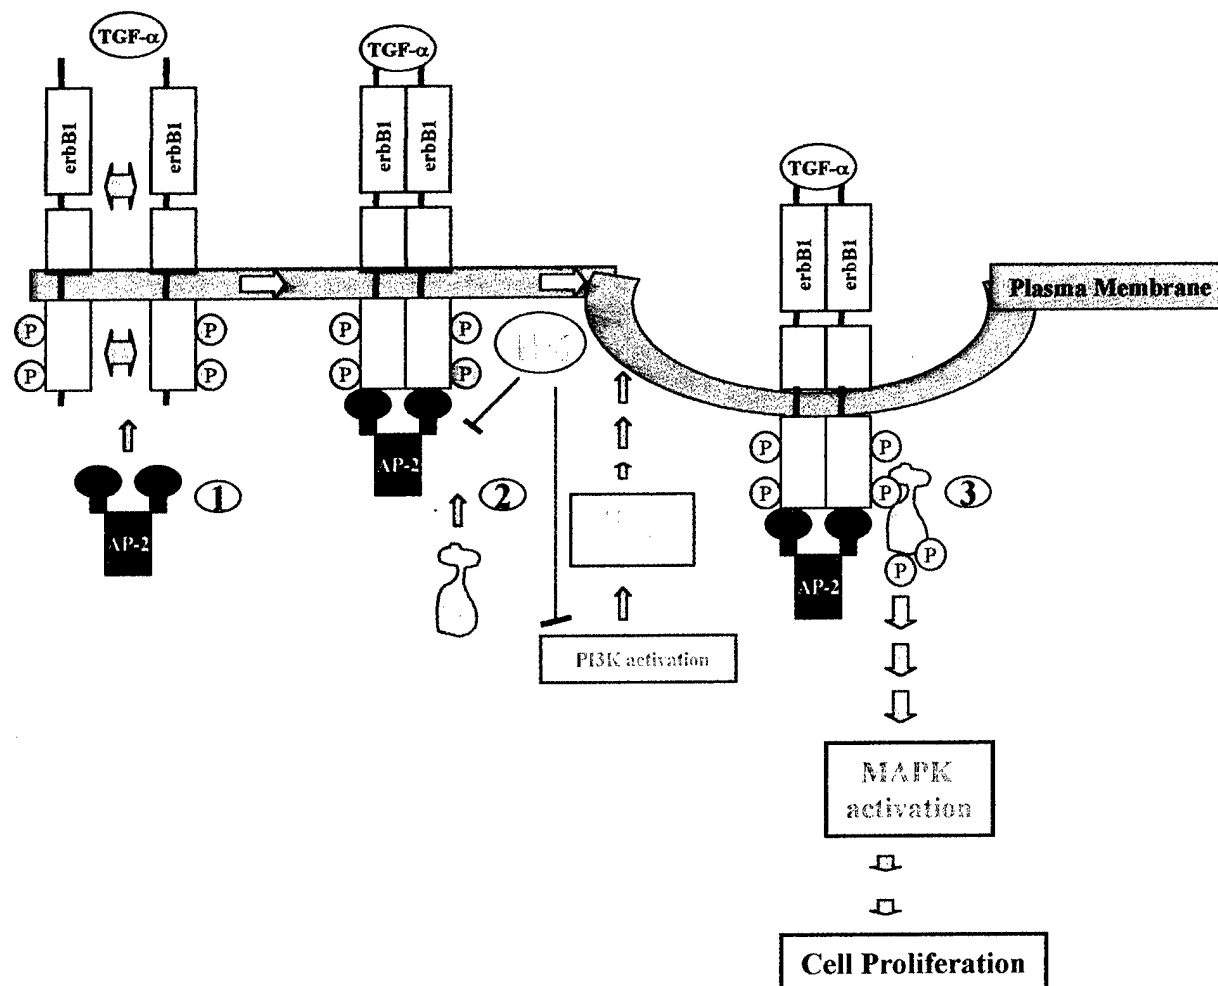 TGF-α
TGF-α
TGF-α
erbB1
erbB1
erbB1
erbB1
erbB1
erbB1
Plasma Membrane
P
P
P
P
P
P
P
P
P
P
P
P
P
P
AP-2
AP-2
AP-2
1
2
3
PI3K activation
MAPK
activation
Cell Proliferation